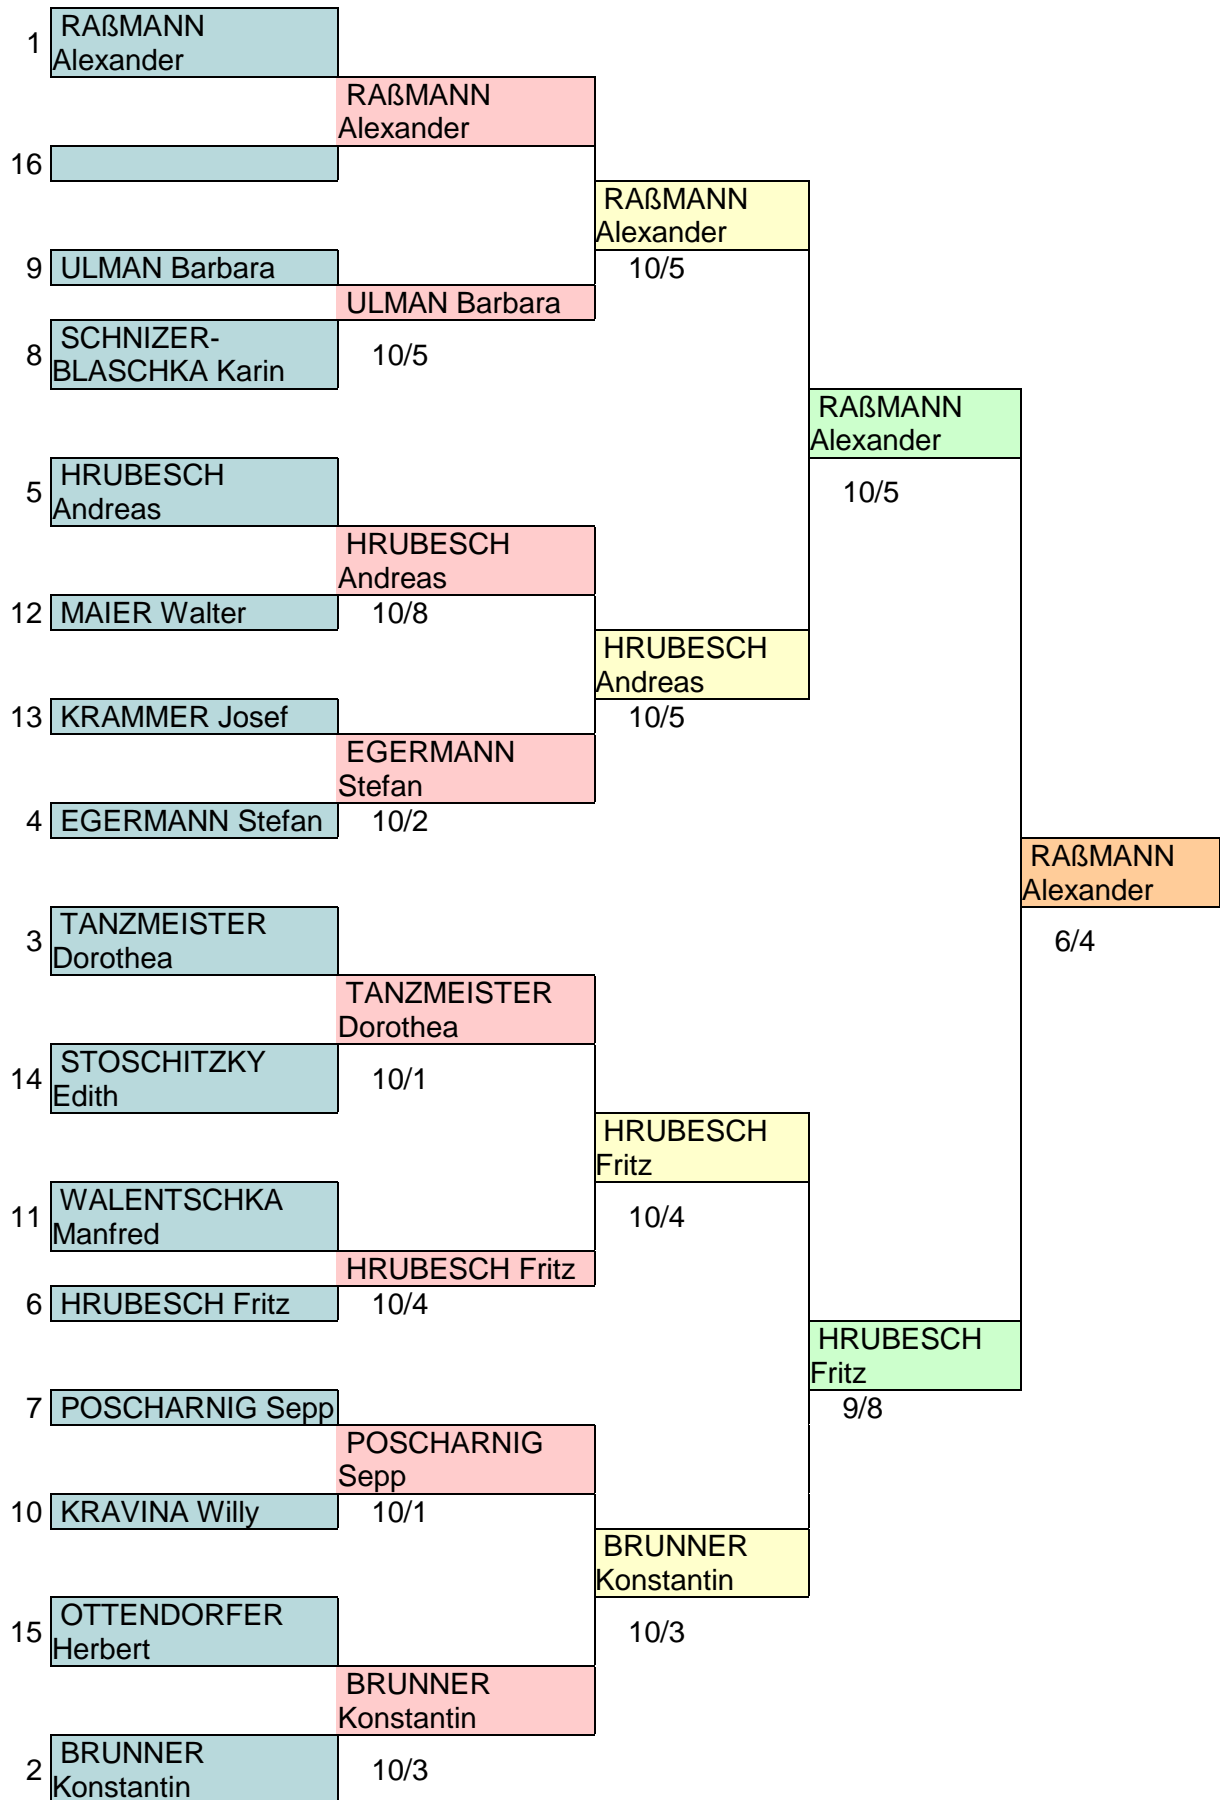 1 RAßMANN
Alexander
RAßMANN
Alexander
16
RAßMANN
Alexander
9 ULMAN Barbara 10/5
ULMAN Barbara
8 SCHNIZER-
BLASCHKA Karin 10/5
RAßMANN
Alexander
5 HRUBESCH
Andreas 10/5
HRUBESCH
Andreas
12 MAIER Walter 10/8
HRUBESCH
Andreas
13 KRAMMER Josef 10/5
EGERMANN
Stefan
4 EGERMANN Stefan 10/2
RAßMANN
Alexander
3 TANZMEISTER
Dorothea 6/4
TANZMEISTER
Dorothea
14 STOSCHITZKY
Edith 10/1
HRUBESCH
Fritz
11 WALENTSCHKA
Manfred 10/4
HRUBESCH Fritz
6 HRUBESCH Fritz 10/4
HRUBESCH
Fritz
7 POSCHARNIG Sepp 9/8
POSCHARNIG
Sepp
10 KRAVINA Willy 10/1
BRUNNER
Konstantin
15 OTTENDORFER
Herbert 10/3
BRUNNER
Konstantin
2 BRUNNER
Konstantin 10/3